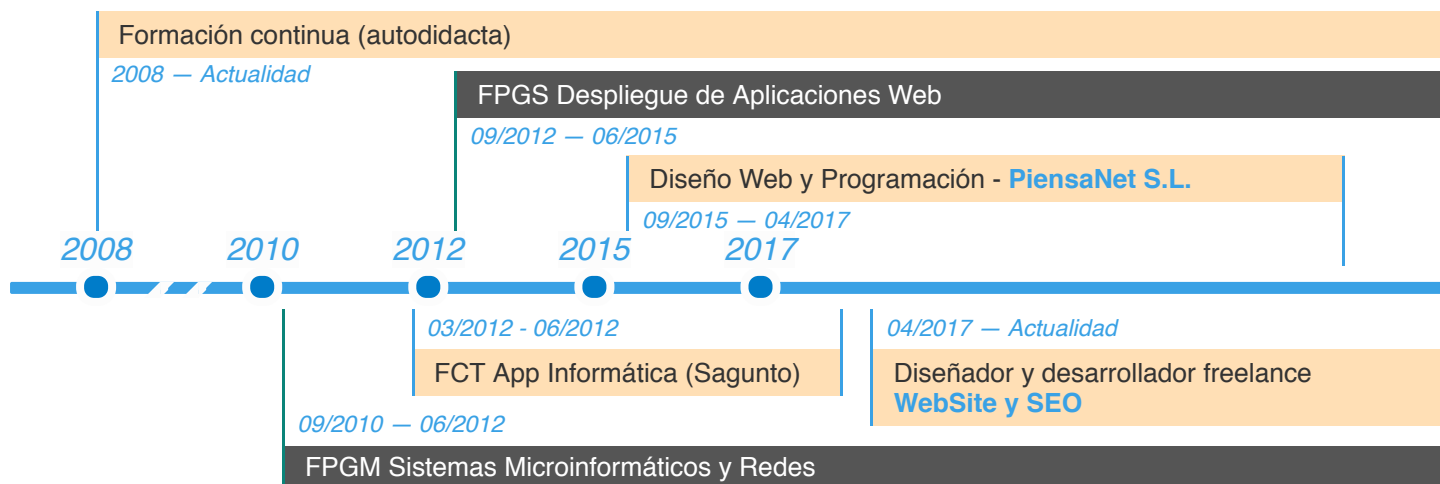 Formación continua (autodidacta)
2008 — Actualidad
FPGS Despliegue de Aplicaciones Web
09/2012 — 06/2015
Diseño Web y Programación - PiensaNet S.L.
09/2015 — 04/2017
2008 2010 2012 2015 2017
03/2012 - 06/2012
04/2017 — Actualidad
FCT App Informática (Sagunto)
Diseñador y desarrollador freelance
WebSite y SEO
09/2010 — 06/2012
FPGM Sistemas Microinformáticos y Redes